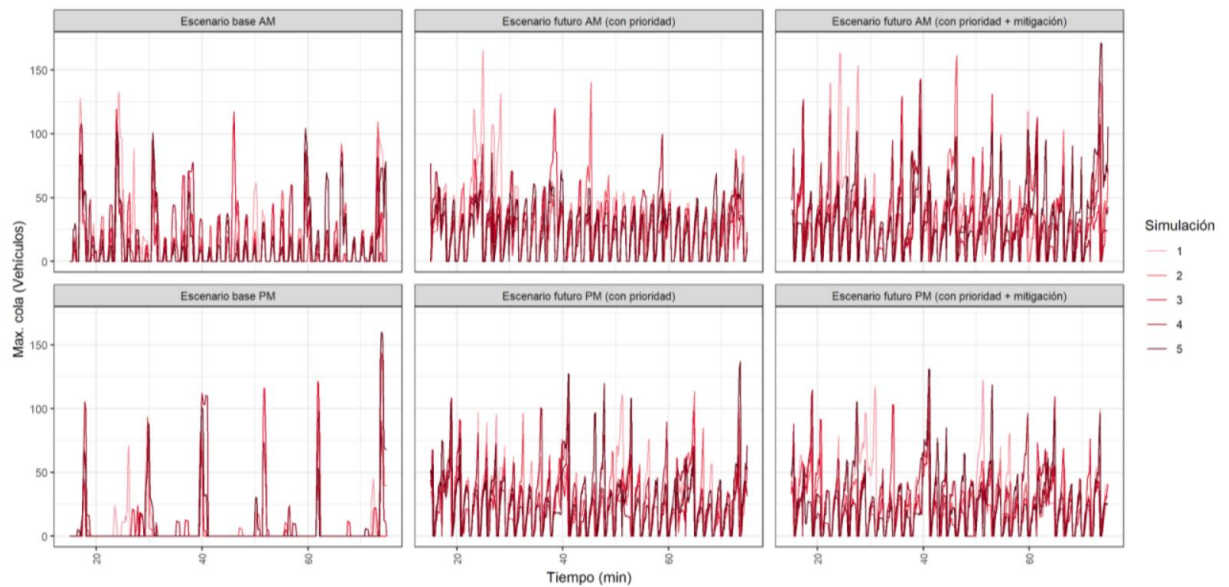 Escenario base AM
Escenario futuro AM (con prioridad)
Escenario futuro AM (con prioridad + mitigación)
150
100
50
0
Escenario base PM
Escenario futuro PM (con prioridad)
Escenario futuro PM (con prioridad + mitigación)
150
100
50
0
Max. cola (Vehículos)
20
40
60
20
40
60
20
40
60
Tiempo (min)
Simulación
1
2
3
4
5